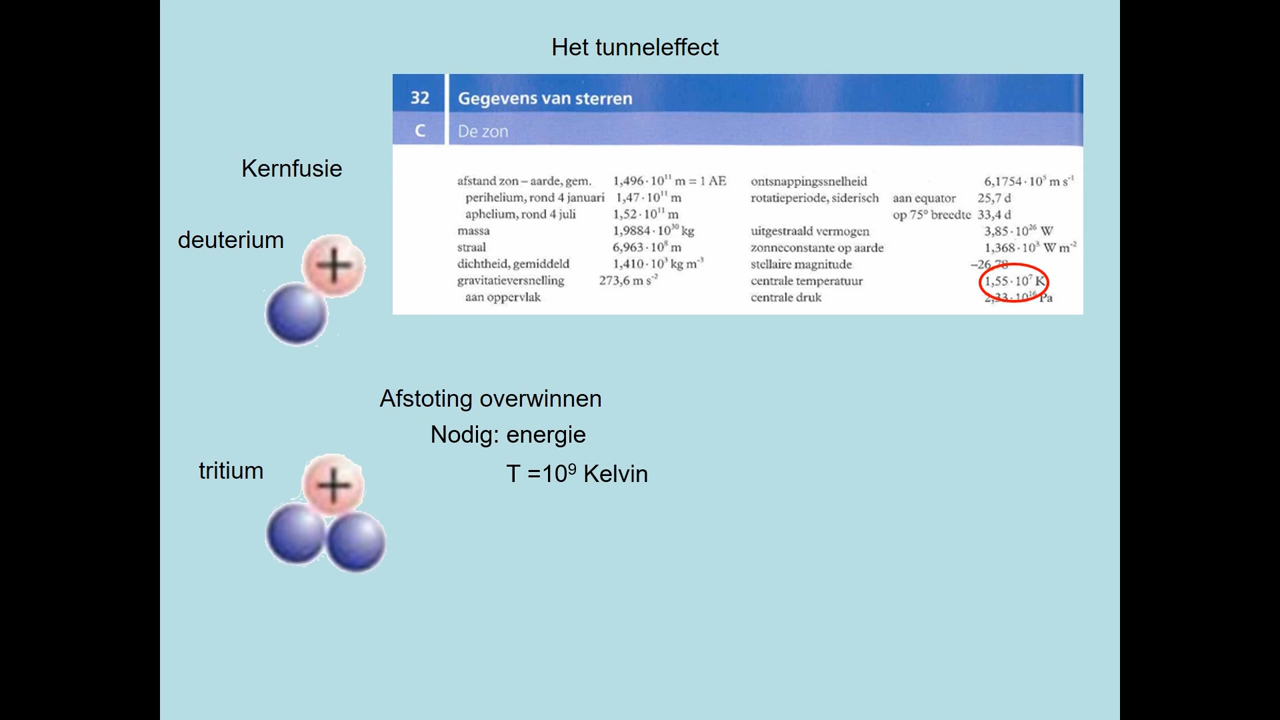 Het tunneleffect
32 Gegevens van sterren
C De zon
Kernfusie
afstand zon – aarde, gem. 1,496 · 10¹¹ m = 1 AE ontsnappingssnelheid 6,1754 · 10⁵ m s⁻¹
perihelium, rond 4 januari 1,47 · 10¹¹ m rotatieperiode, siderisch aan equator 25,7 d
aphelium, rond 4 juli 1,52 · 10¹¹ m op 75° breedte 33,4 d
massa 1,9884 · 10³⁰ kg uitgestraald vermogen 3,85 · 10²⁶ W
straal 6,963 · 10⁸ m zonneconstante op aarde 1,368 · 10³ W m⁻²
dichtheid, gemiddeld 1,410 · 10³ kg m⁻³ stellaire magnitude −26,78
gravitatieversnelling 273,6 m s⁻² centrale temperatuur 1,55 · 10⁷ K
aan oppervlak centrale druk 2,33 · 10¹⁶ Pa
deuterium
+
Afstoting overwinnen
Nodig: energie
T =10⁹ Kelvin
tritium
+